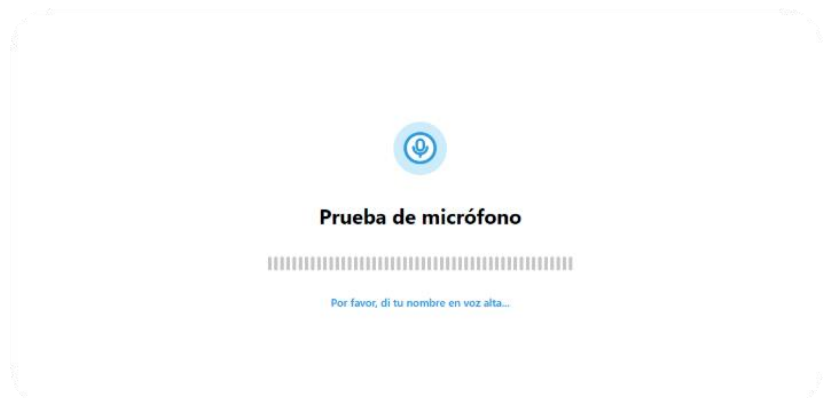 Prueba de micrófono
Por favor, di tu nombre en voz alta...